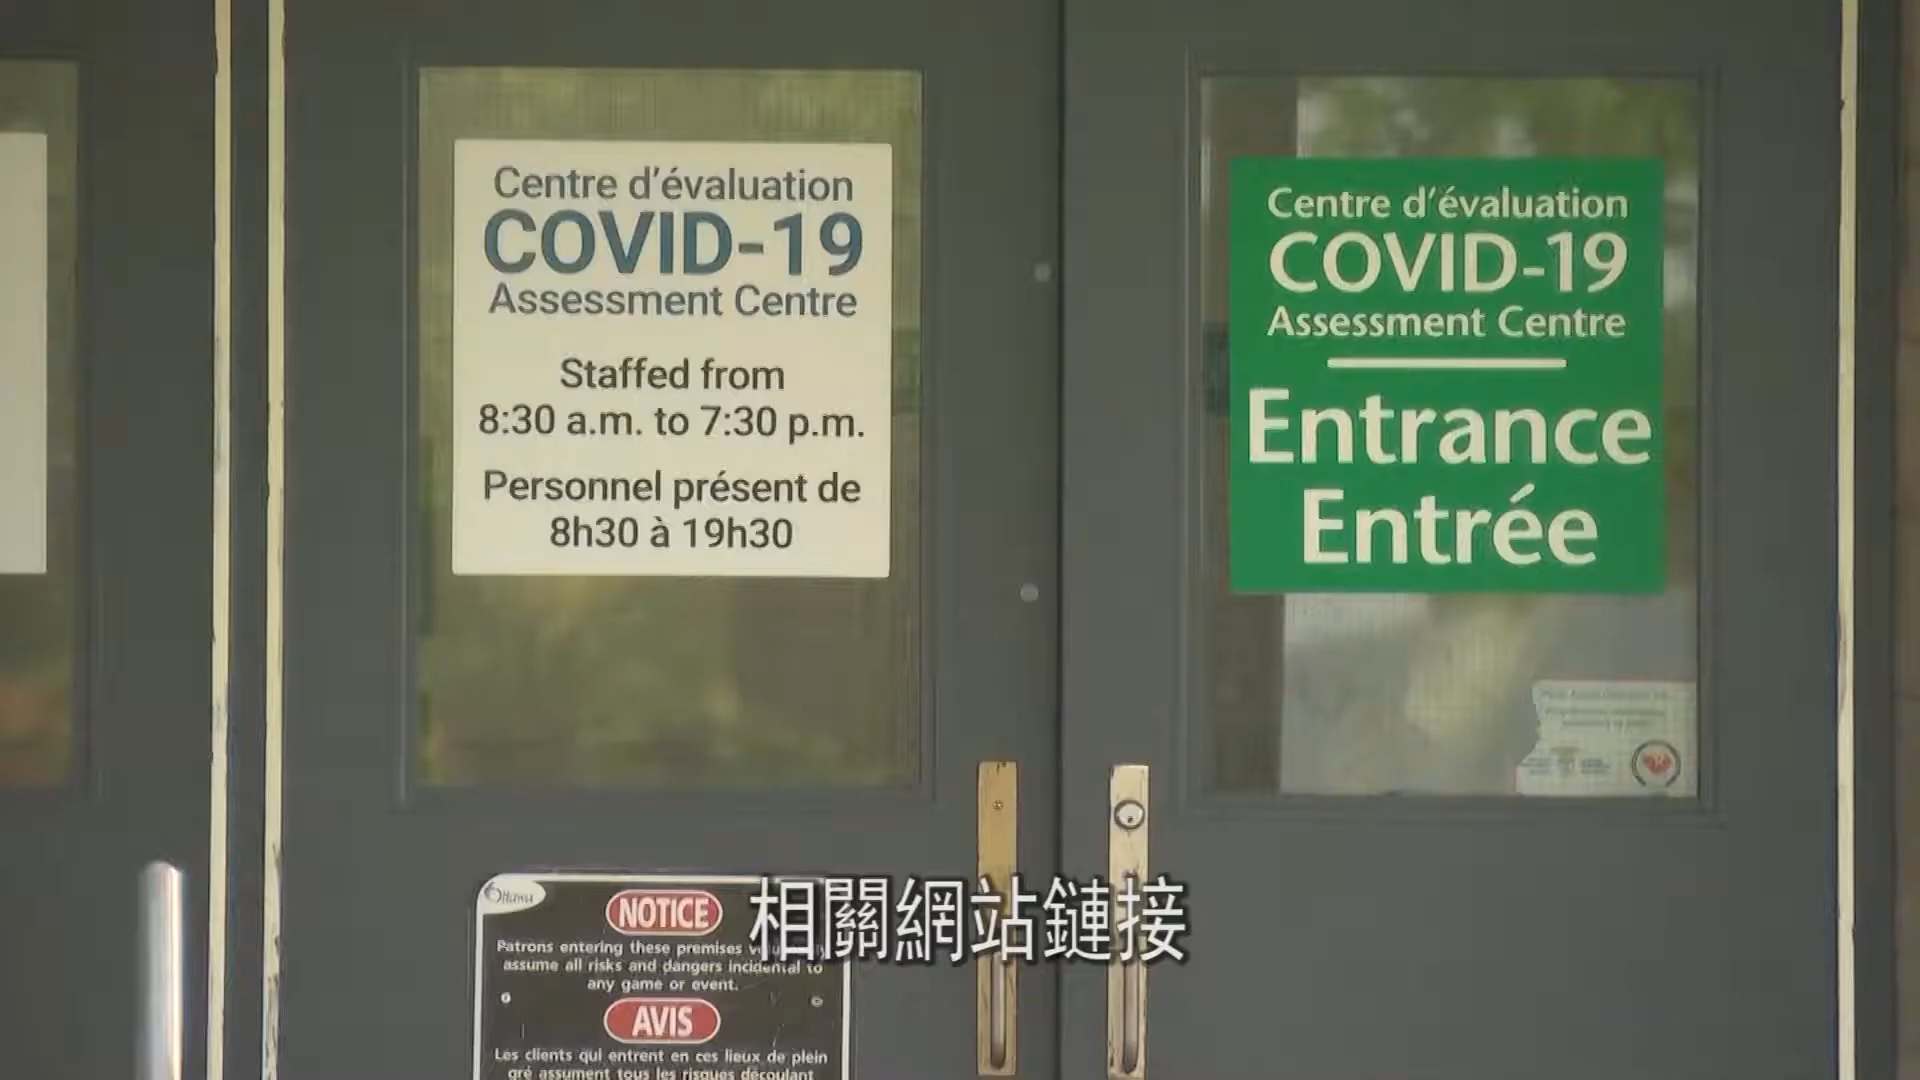 Centre d'évaluation
COVID-19
Assessment Centre
Staffed from
8:30 a.m. to 7:30 p.m.
Personnel présent de
8h30 à 19h30
Centre d'évaluation
COVID-19
Assessment Centre
Entrance
Entrée
Ottawa
NOTICE
Patrons entering these premises
assume all risks and dangers incidental to
any game or event.
AVIS
Les clients qui entrent en ces lieux de plein
gré assument tous les risques découlant
相關網站鏈接